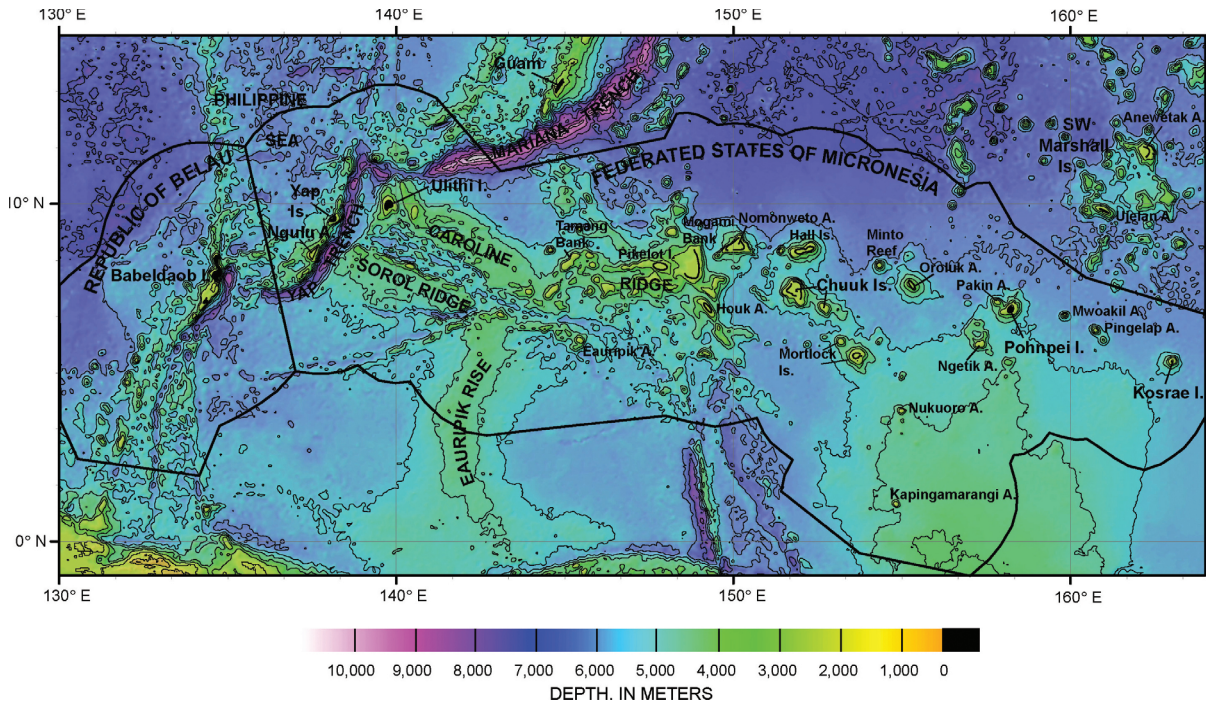 130° E 140° E 150° E 160° E
Guam
PHILIPPINE
SEA
MARIANA TRENCH
SW
Marshall
Is.
Anewetak A.
FEDERATED STATES OF MICRONESIA
REPUBLIC OF BELAU
10° N
Yap
Is.
Ulithi I.
Ngulu A.
Ujelan A.
Tarang
Bank
Mogami
Bank
Nomonweto A.
Hall Is.
Minto
Reef
CAROLINE
RIDGE
Pikelot I.
Oroluk A.
Babeldaob I.
YAP TRENCH
SOROL RIDGE
Chuuk Is.
Pakin A.
Houk A.
Mwoakil A.
Pingelap A.
Pohnpei I.
Eauripik A.
Mortlock
Is.
Ngetik A.
Kosrae I.
EAURIPIK RISE
Nukuoro A.
Kapingamarangi A.
0° N
130° E 140° E 150° E 160° E
10,000 9,000 8,000 7,000 6,000 5,000 4,000 3,000 2,000 1,000 0
DEPTH. IN METERS